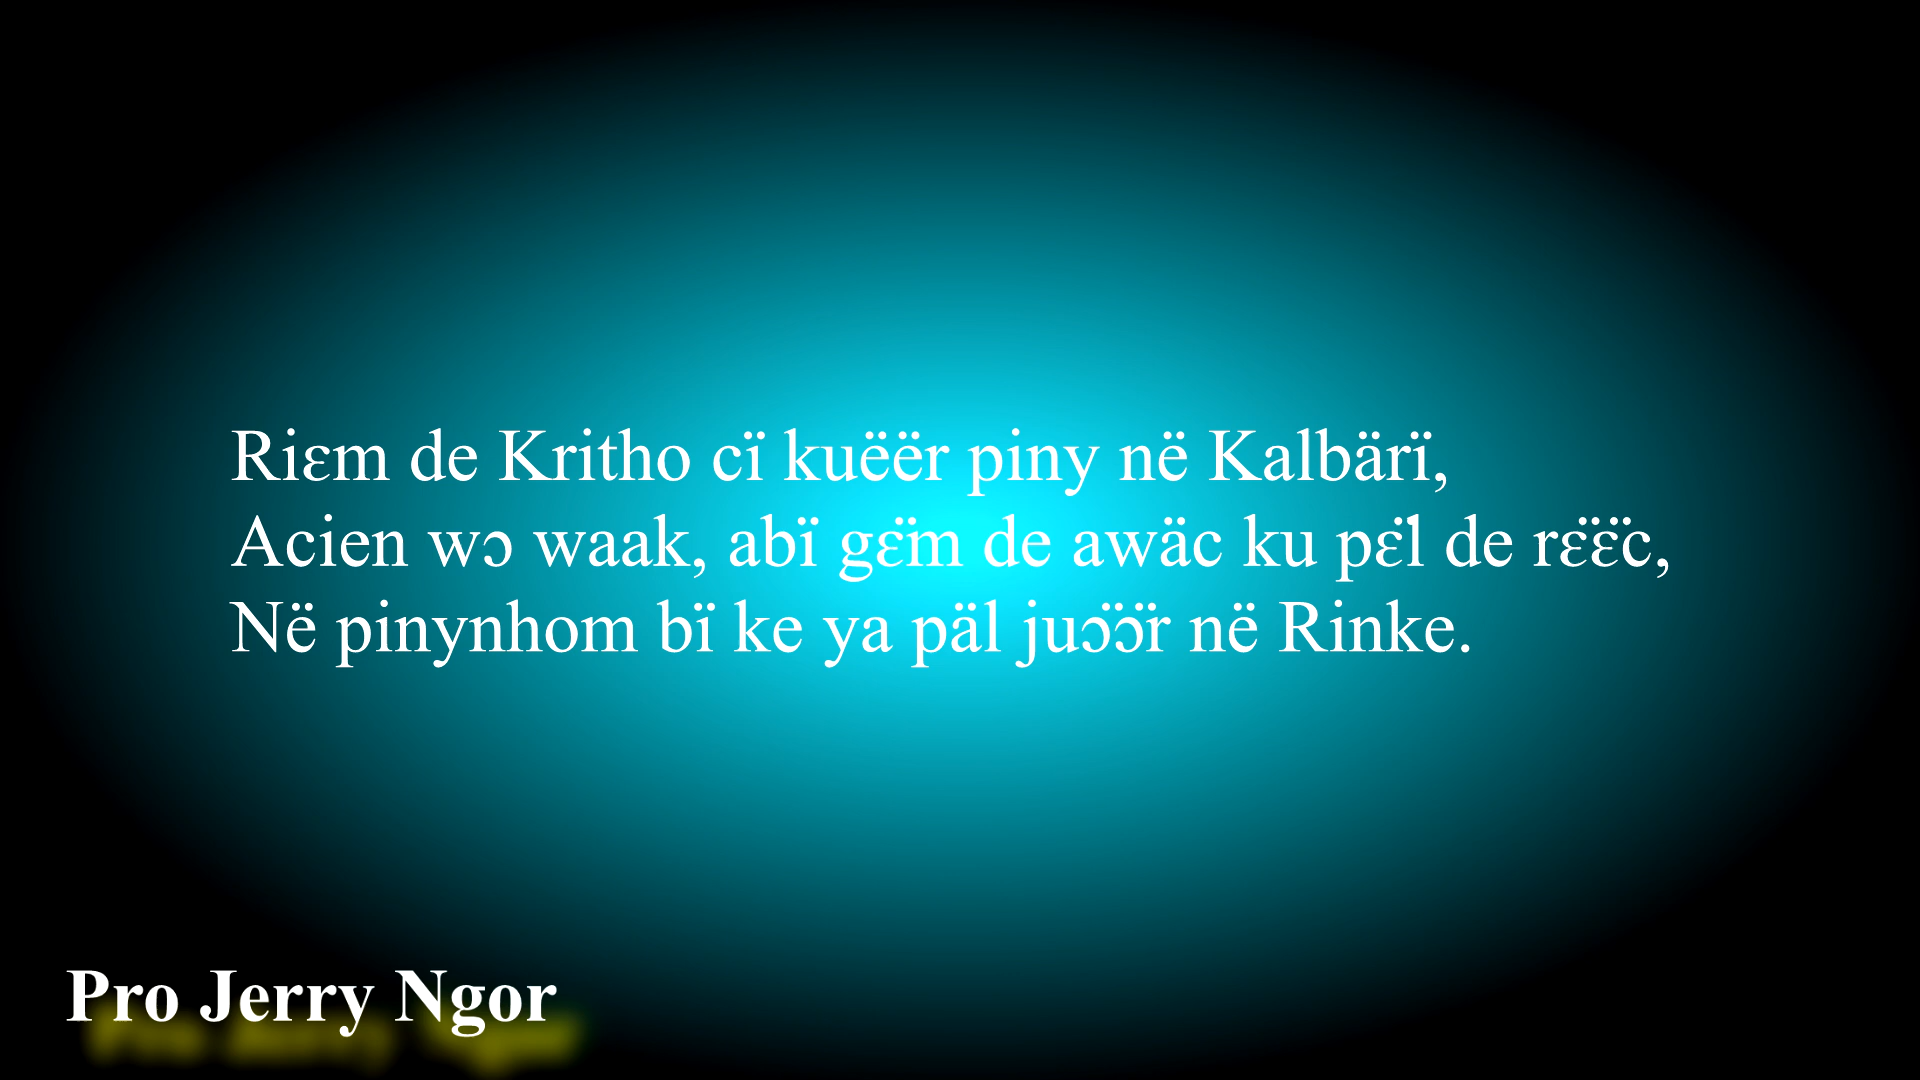 Riɛm de Kritho cï kuëër piny në Kalbärï,
Acien wɔ waak, abï gɛ̈m de awäc ku pɛ̈l de rɛ̈ɛ̈c,
Në pinynhom bï ke ya päl juɔ̈ɔ̈r në Rinke.
Pro Jerry Ngor